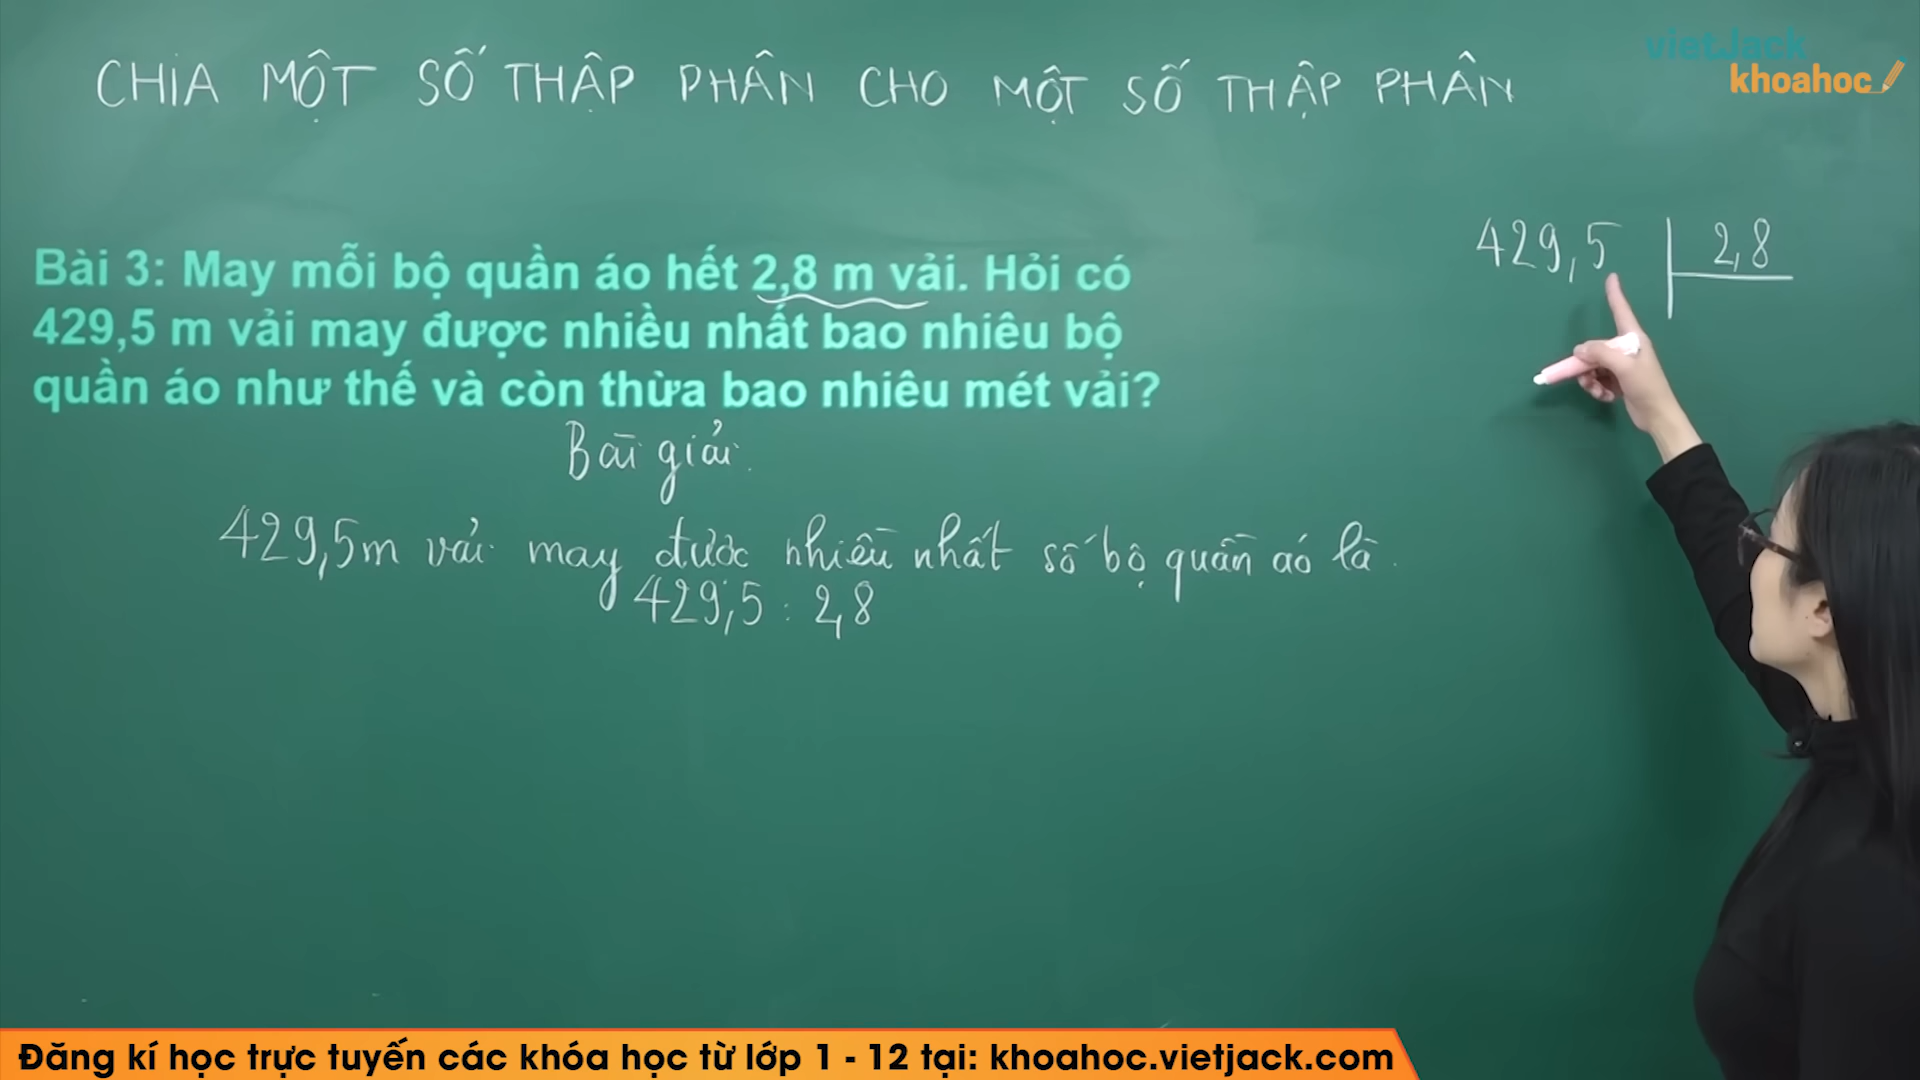 vietJack
khoahoc
CHIA MỘT SỐ THẬP PHÂN CHO MỘT SỐ THẬP PHÂN
429,5 2,8
Bài 3: May mỗi bộ quần áo hết 2,8 m vải. Hỏi có
429,5 m vải may được nhiều nhất bao nhiêu bộ
quần áo như thế và còn thừa bao nhiêu mét vải?
Bài giải.
429,5m vải may được nhiều nhất số bộ quần áo là.
429,5 : 2,8
Đăng kí học trực tuyến các khóa học từ lớp 1 - 12 tại: khoahoc.vietjack.com